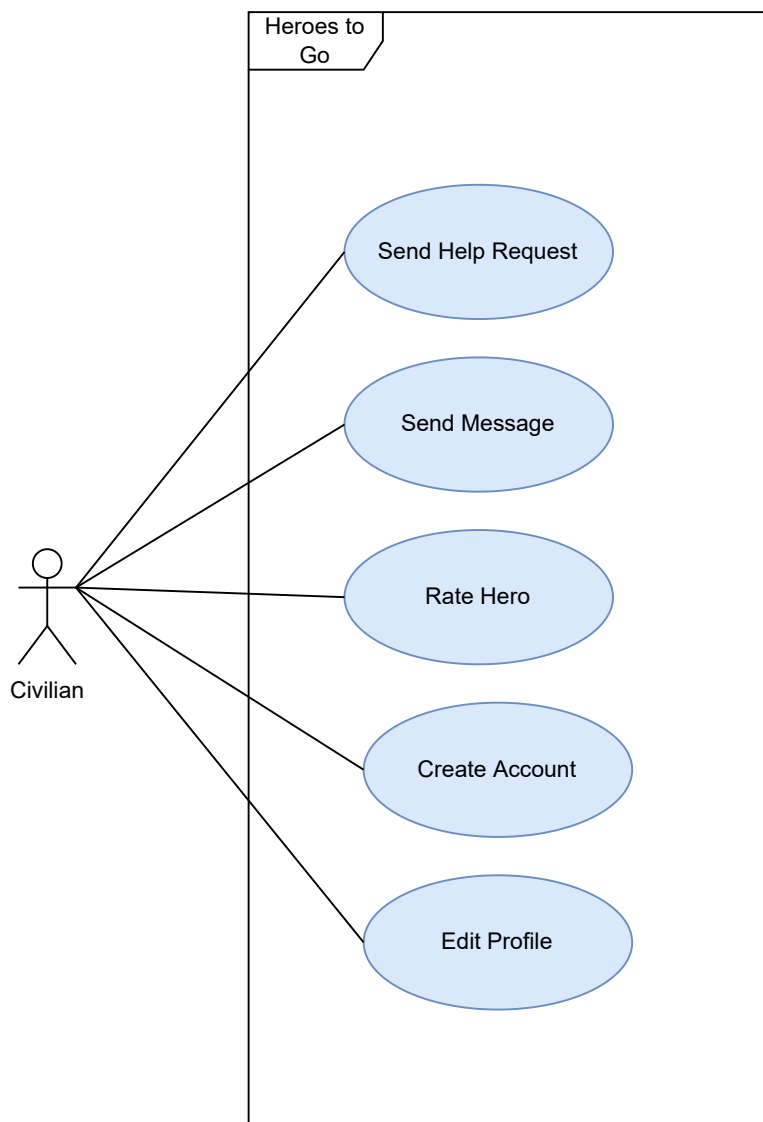 Heroes to
Go
Send Help Request
Send Message
Rate Hero
Civilian
Create Account
Edit Profile